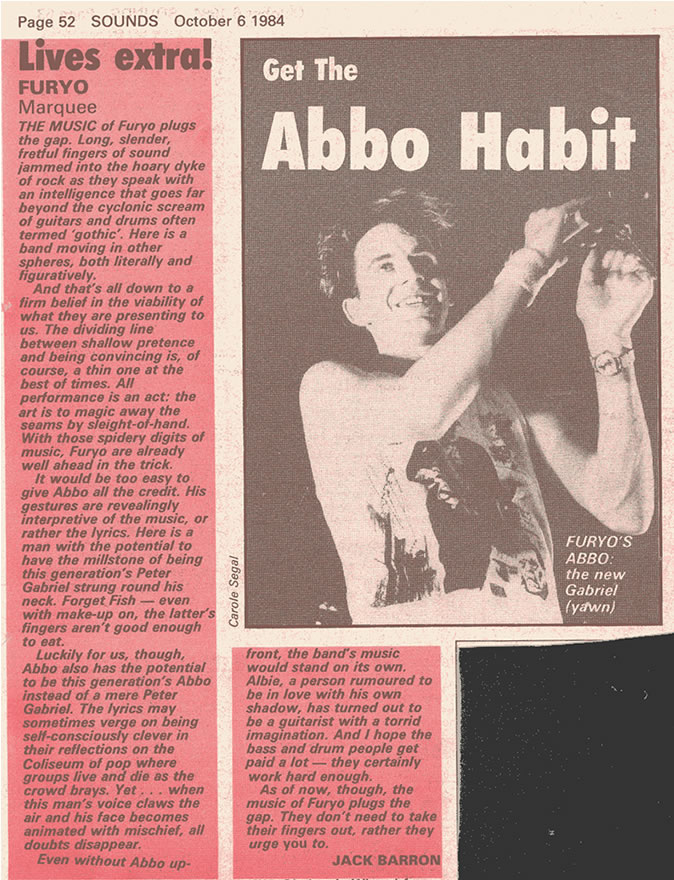 Page 52 SOUNDS October 6 1984
Lives extra!
FURYO
Marquee
THE MUSIC of Furyo plugs
the gap. Long, slender,
fretful fingers of sound
jammed into the hoary dyke
of rock as they speak with
an intelligence that goes far
beyond the cyclonic scream
of guitars and drums often
termed 'gothic'. Here is a
band moving in other
spheres, both literally and
figuratively.
And that's all down to a
firm belief in the viability of
what they are presenting to
us. The dividing line
between shallow pretence
and being convincing is, of
course, a thin one at the
best of times. All
performance is an act: the
art is to magic away the
seams by sleight-of-hand.
With those spidery digits of
music, Furyo are already
well ahead in the trick.
It would be too easy to
give Abbo all the credit. His
gestures are revealingly
interpretive of the music, or
rather the lyrics. Here is a
man with the potential to
have the millstone of being
this generation's Peter
Gabriel strung round his
neck. Forget Fish — even
with make-up on, the latter's
fingers aren't good enough
to eat.
Luckily for us, though,
Abbo also has the potential
to be this generation's Abbo
instead of a mere Peter
Gabriel. The lyrics may
sometimes verge on being
self-consciously clever in
their reflections on the
Coliseum of pop where
groups live and die as the
crowd brays. Yet . . . when
this man's voice claws the
air and his face becomes
animated with mischief, all
doubts disappear.
Even without Abbo up-
front, the band's music
would stand on its own.
Albie, a person rumoured to
be in love with his own
shadow, has turned out to
be a guitarist with a torrid
imagination. And I hope the
bass and drum people get
paid a lot — they certainly
work hard enough.
As of now, though, the
music of Furyo plugs the
gap. They don't need to take
their fingers out, rather they
urge you to.
JACK BARRON
Get The
Abbo Habit
FURYO'S
ABBO:
the new
Gabriel
(yawn)
Carole Segal